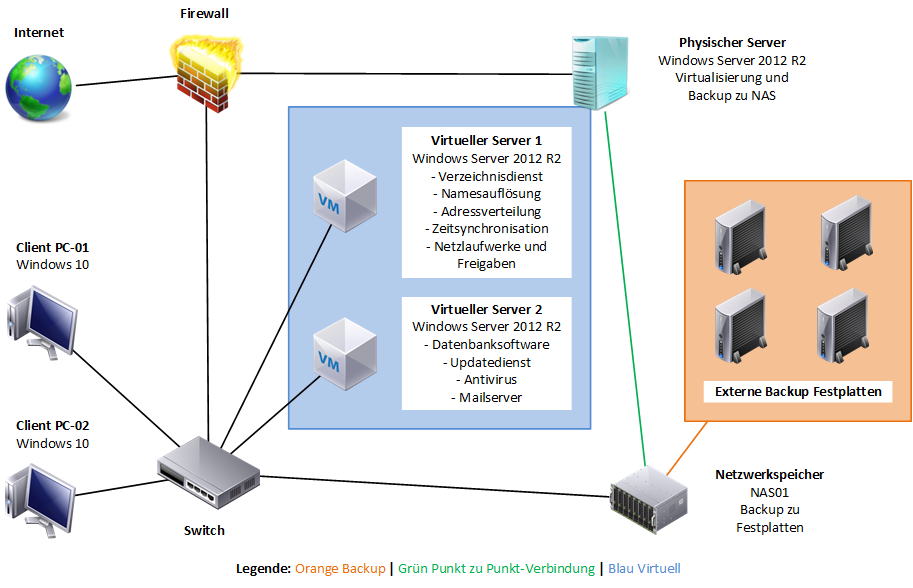 Firewall
Internet
Physischer Server
Windows Server 2012 R2
Virtualisierung und
Backup zu NAS
Virtueller Server 1
Windows Server 2012 R2
- Verzeichnisdienst
- Namesauflösung
- Adressverteilung
- Zeitsynchronisation
- Netzlaufwerke und
Freigaben
VM
Client PC-01
Windows 10
Virtueller Server 2
Windows Server 2012 R2
- Datenbanksoftware
- Updatedienst
- Antivirus
- Mailserver
VM
Externe Backup Festplatten
Client PC-02
Windows 10
Switch
Netzwerkspeicher
NAS01
Backup zu
Festplatten
Legende: Orange Backup | Grün Punkt zu Punkt-Verbindung | Blau Virtuell